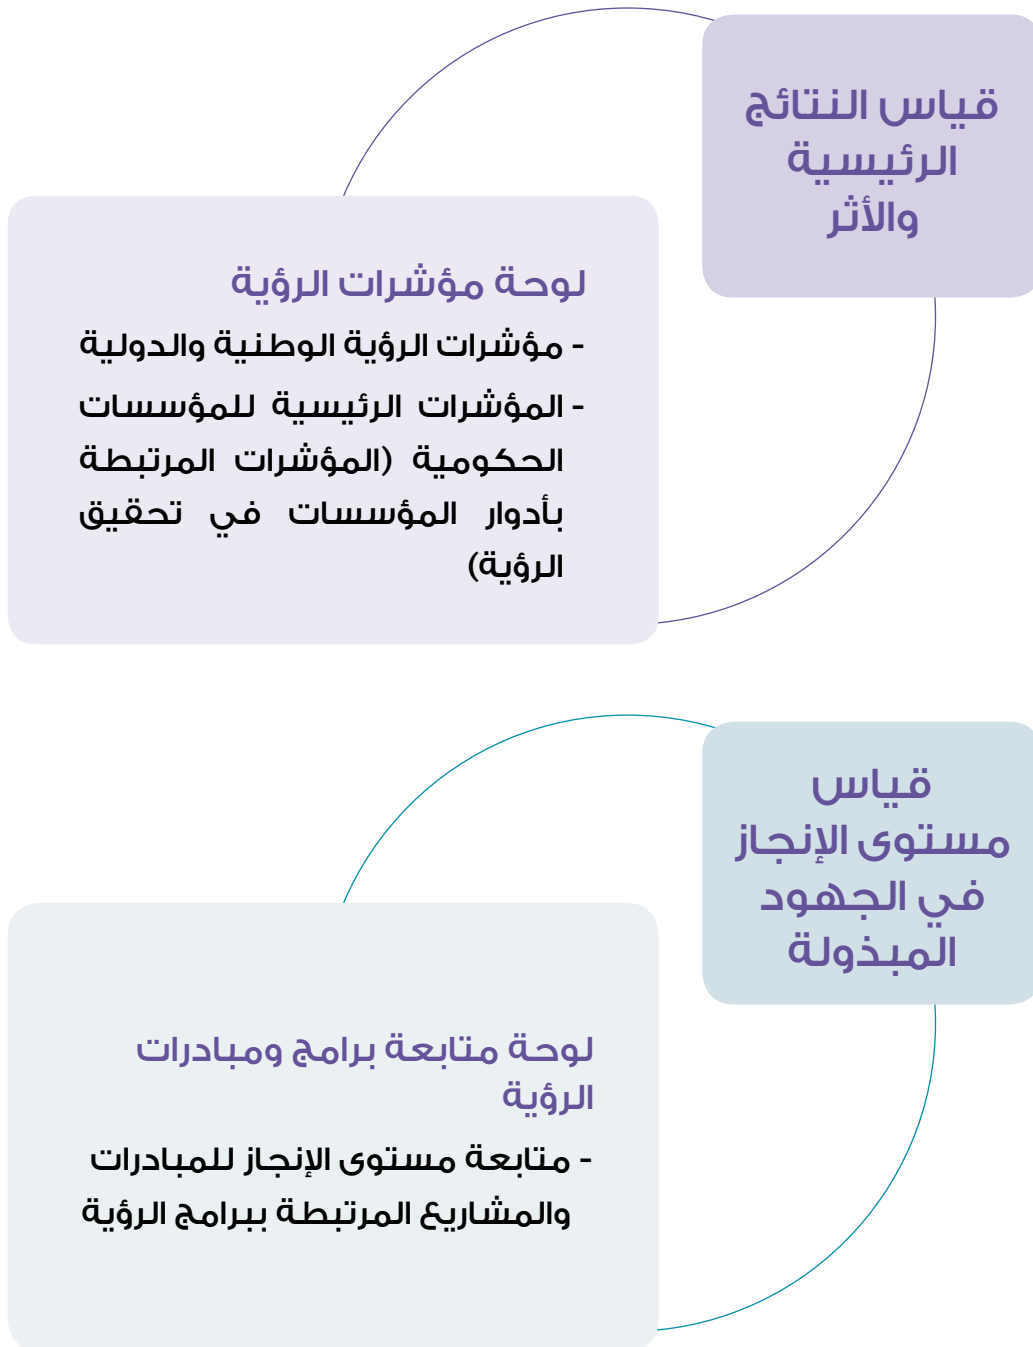 قياس النتائج
الرئيسية
والأثر
لوحة مؤشرات الرؤية
- مؤشرات الرؤية الوطنية والدولية
- المؤشرات الرئيسية للمؤسسات
الحكومية (المؤشرات المرتبطة
بأدوار المؤسسات في تحقيق
الرؤية)
قياس
مستوى الإنجاز
في الجهود
المبذولة
لوحة متابعة برامج ومبادرات
الرؤية
- متابعة مستوى الإنجاز للمبادرات
والمشاريع المرتبطة ببرامج الرؤية